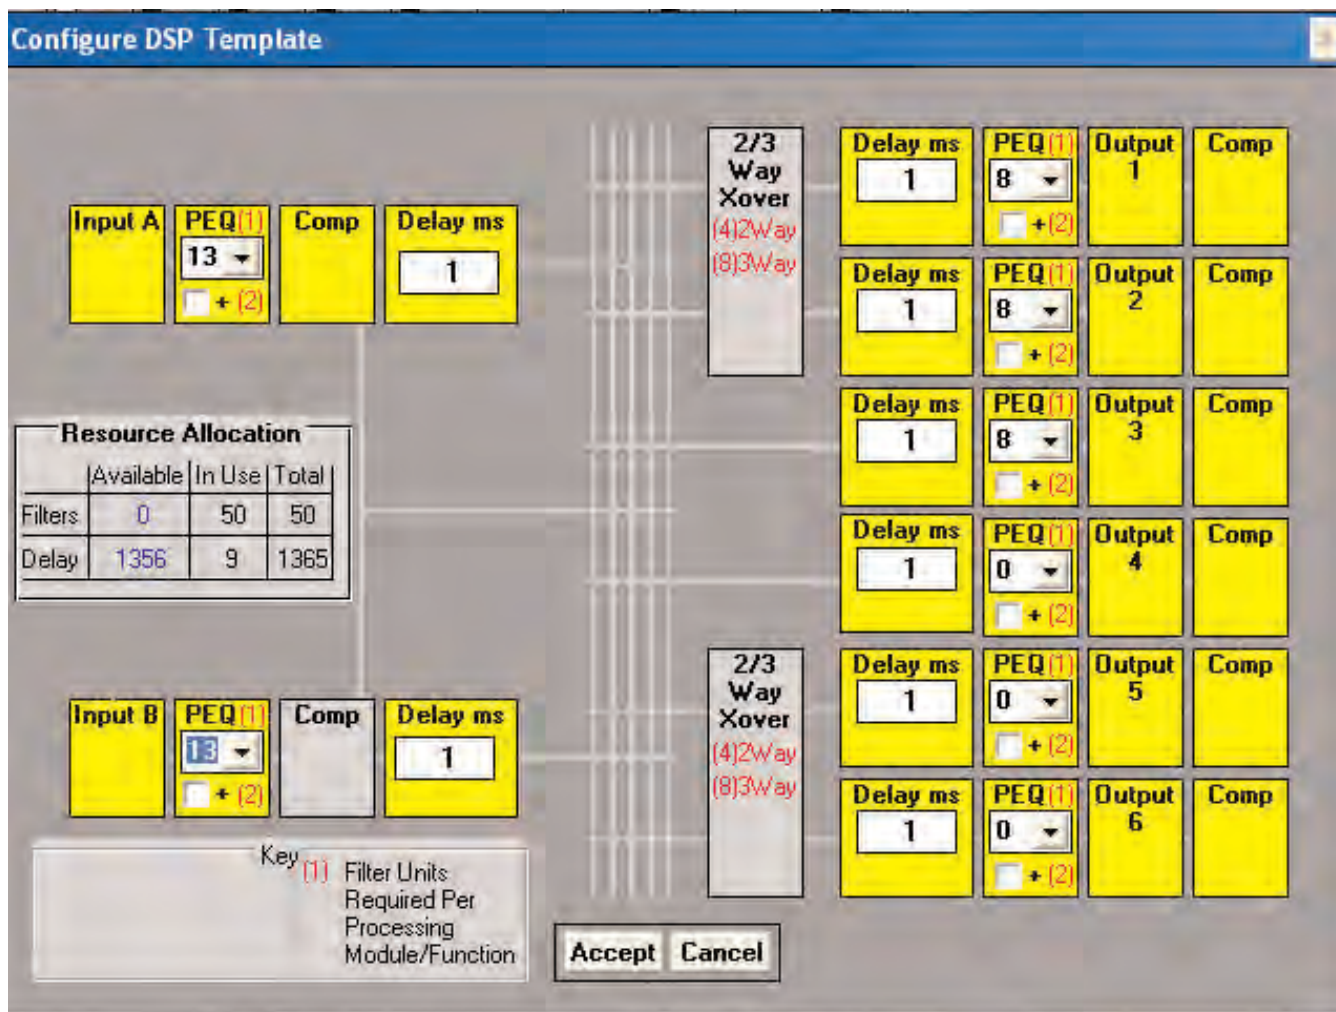 Configure DSP Template
Input A
PEQ(1)
13
+ (2)
Comp
Delay ms
1
Resource Allocation
Available In Use Total
Filters 0 50 50
Delay 1356 9 1365
Input B
PEQ(1)
13
+ (2)
Comp
Delay ms
1
Key
(1) Filter Units
Required Per
Processing
Module/Function
2/3
Way
Xover
(4)2Way
(8)3Way
Delay ms
1
PEQ(1)
8
+(2)
Output
1
Comp
Delay ms
1
PEQ(1)
8
+ (2)
Output
2
Comp
Delay ms
1
PEQ(1)
8
+ (2)
Output
3
Comp
Delay ms
1
PEQ(1)
0
+ (2)
Output
4
Comp
2/3
Way
Xover
(4)2Way
(8)3Way
Delay ms
1
PEQ(1)
0
+ (2)
Output
5
Comp
Delay ms
1
PEQ(1)
0
+ (2)
Output
6
Comp
Accept Cancel